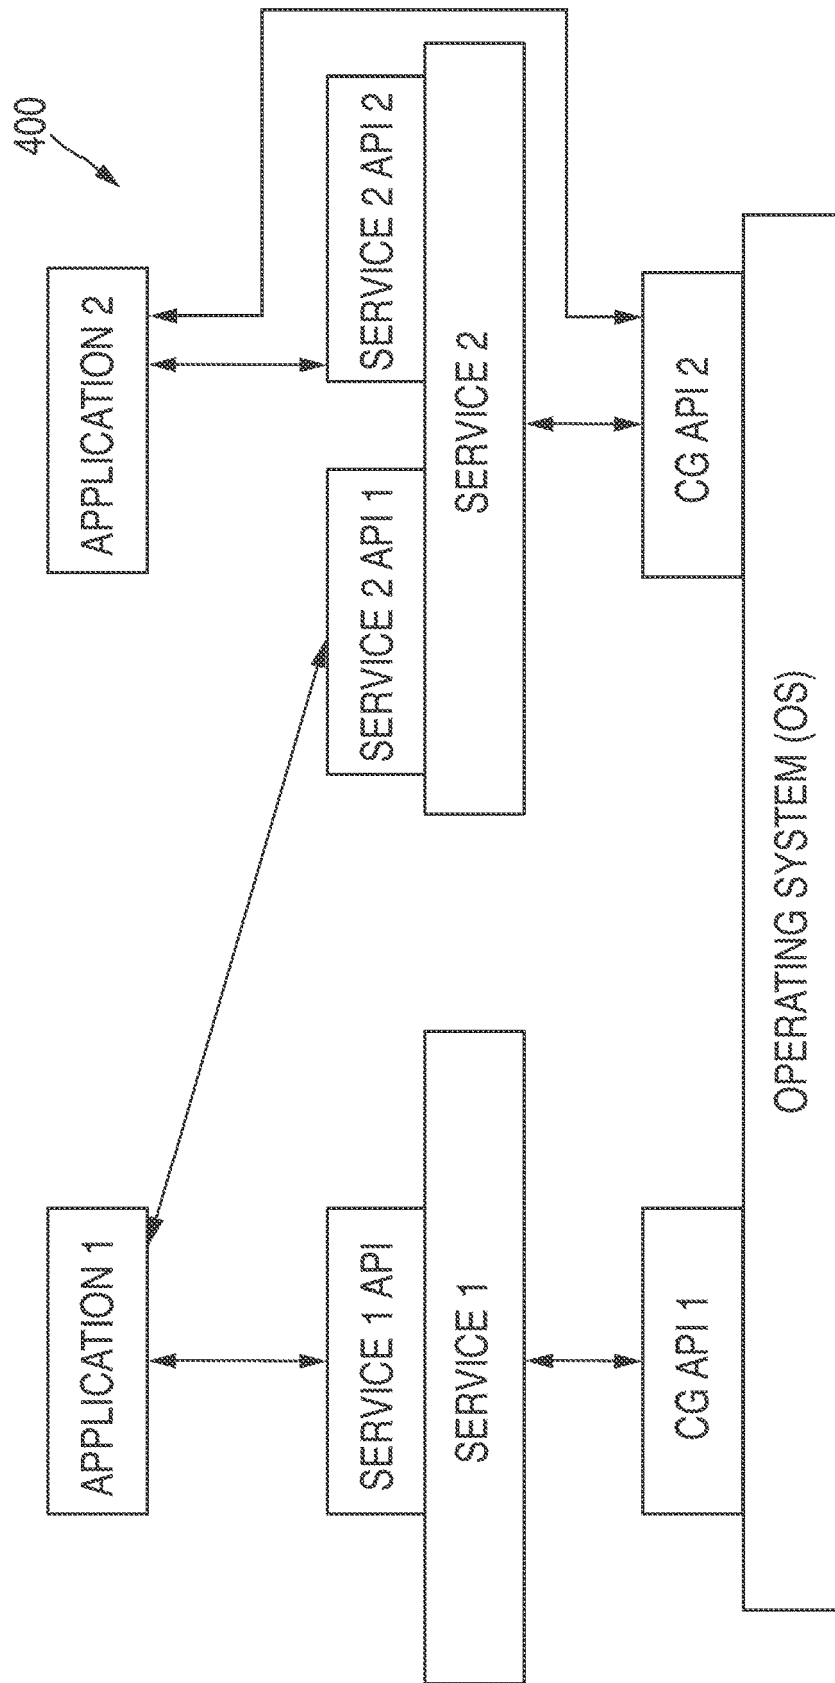 400
APPLICATION 1
APPLICATION 2
SERVICE 1 API
SERVICE 2 API 1
SERVICE 2 API 2
SERVICE 1
SERVICE 2
CG API 1
CG API 2
OPERATING SYSTEM (OS)